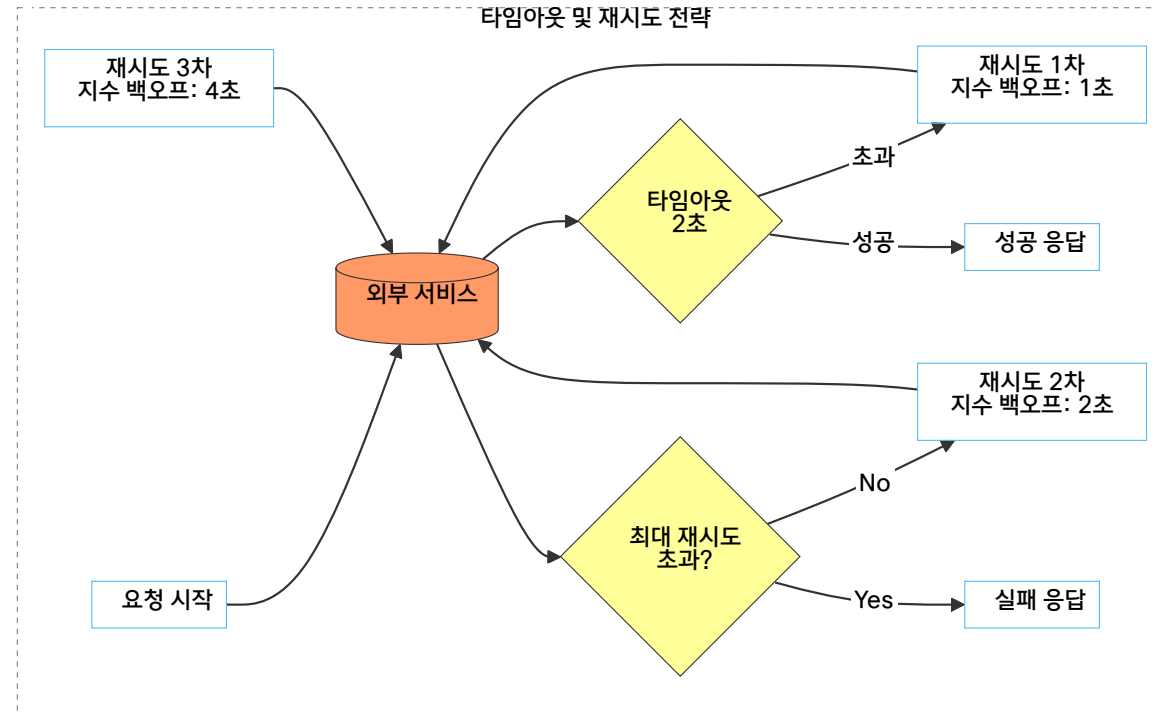 타임아웃 및 재시도 전략
재시도 3차
지수 백오프: 4초
재시도 1차
지수 백오프: 1초
초과
타임아웃
2초
성공
성공 응답
외부 서비스
재시도 2차
지수 백오프: 2초
No
최대 재시도
초과?
요청 시작
Yes
실패 응답